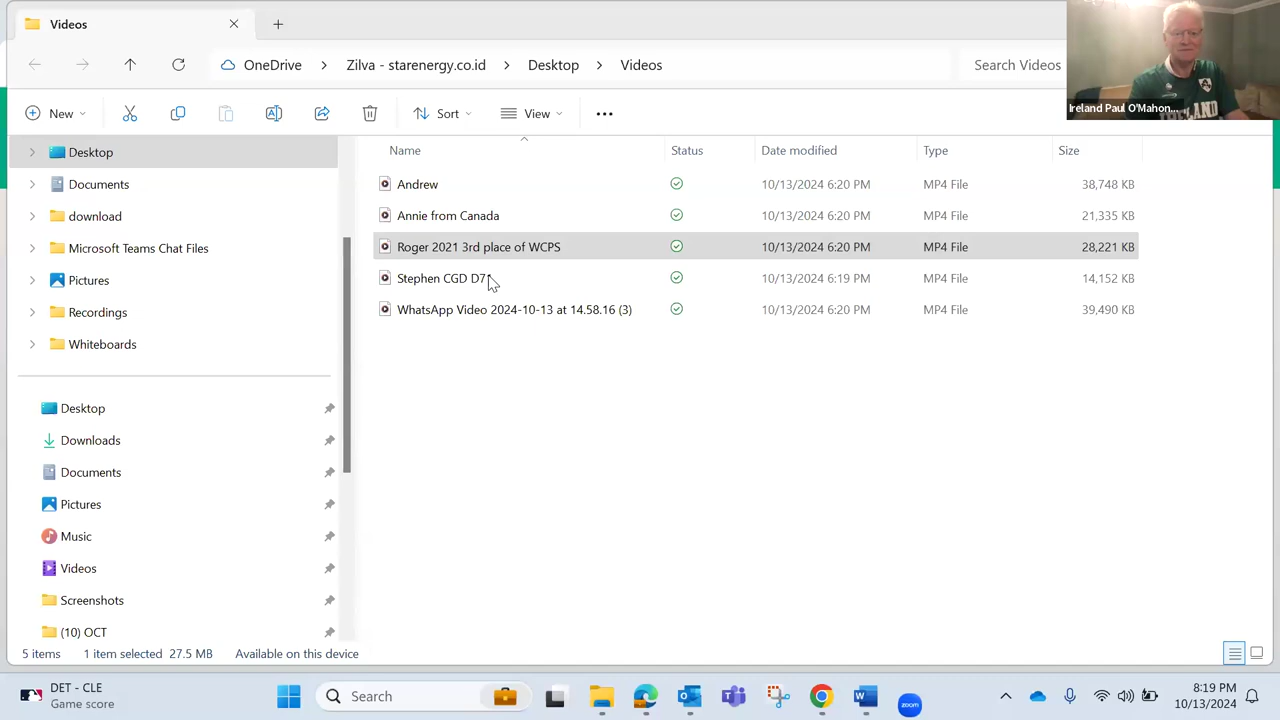 Videos
OneDrive > Zilva - starenergy.co.id > Desktop > Videos
Search Videos
New
Sort
View
Ireland Paul O'Mahon...
IRELAND
Name Status Date modified Type Size
Desktop
Documents
download
Microsoft Teams Chat Files
Pictures
Recordings
Whiteboards
Desktop
Downloads
Documents
Pictures
Music
Videos
Screenshots
(10) OCT
Andrew 10/13/2024 6:20 PM MP4 File 38,748 KB
Annie from Canada 10/13/2024 6:20 PM MP4 File 21,335 KB
Roger 2021 3rd place of WCPS 10/13/2024 6:20 PM MP4 File 28,221 KB
Stephen CGD D71 10/13/2024 6:19 PM MP4 File 14,152 KB
WhatsApp Video 2024-10-13 at 14.58.16 (3) 10/13/2024 6:20 PM MP4 File 39,490 KB
5 items 1 item selected 27.5 MB Available on this device
DET - CLE
Game score
Search
zoom
8:19 PM
10/13/2024